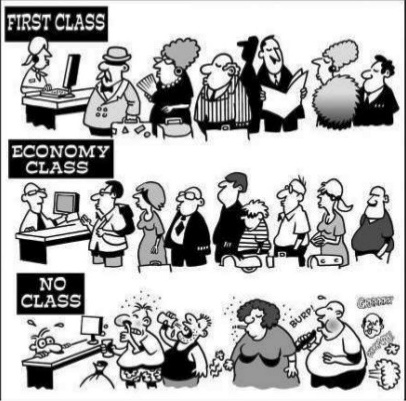 FIRST CLASS
ECONOMY
CLASS
NO
CLASS
BURP!